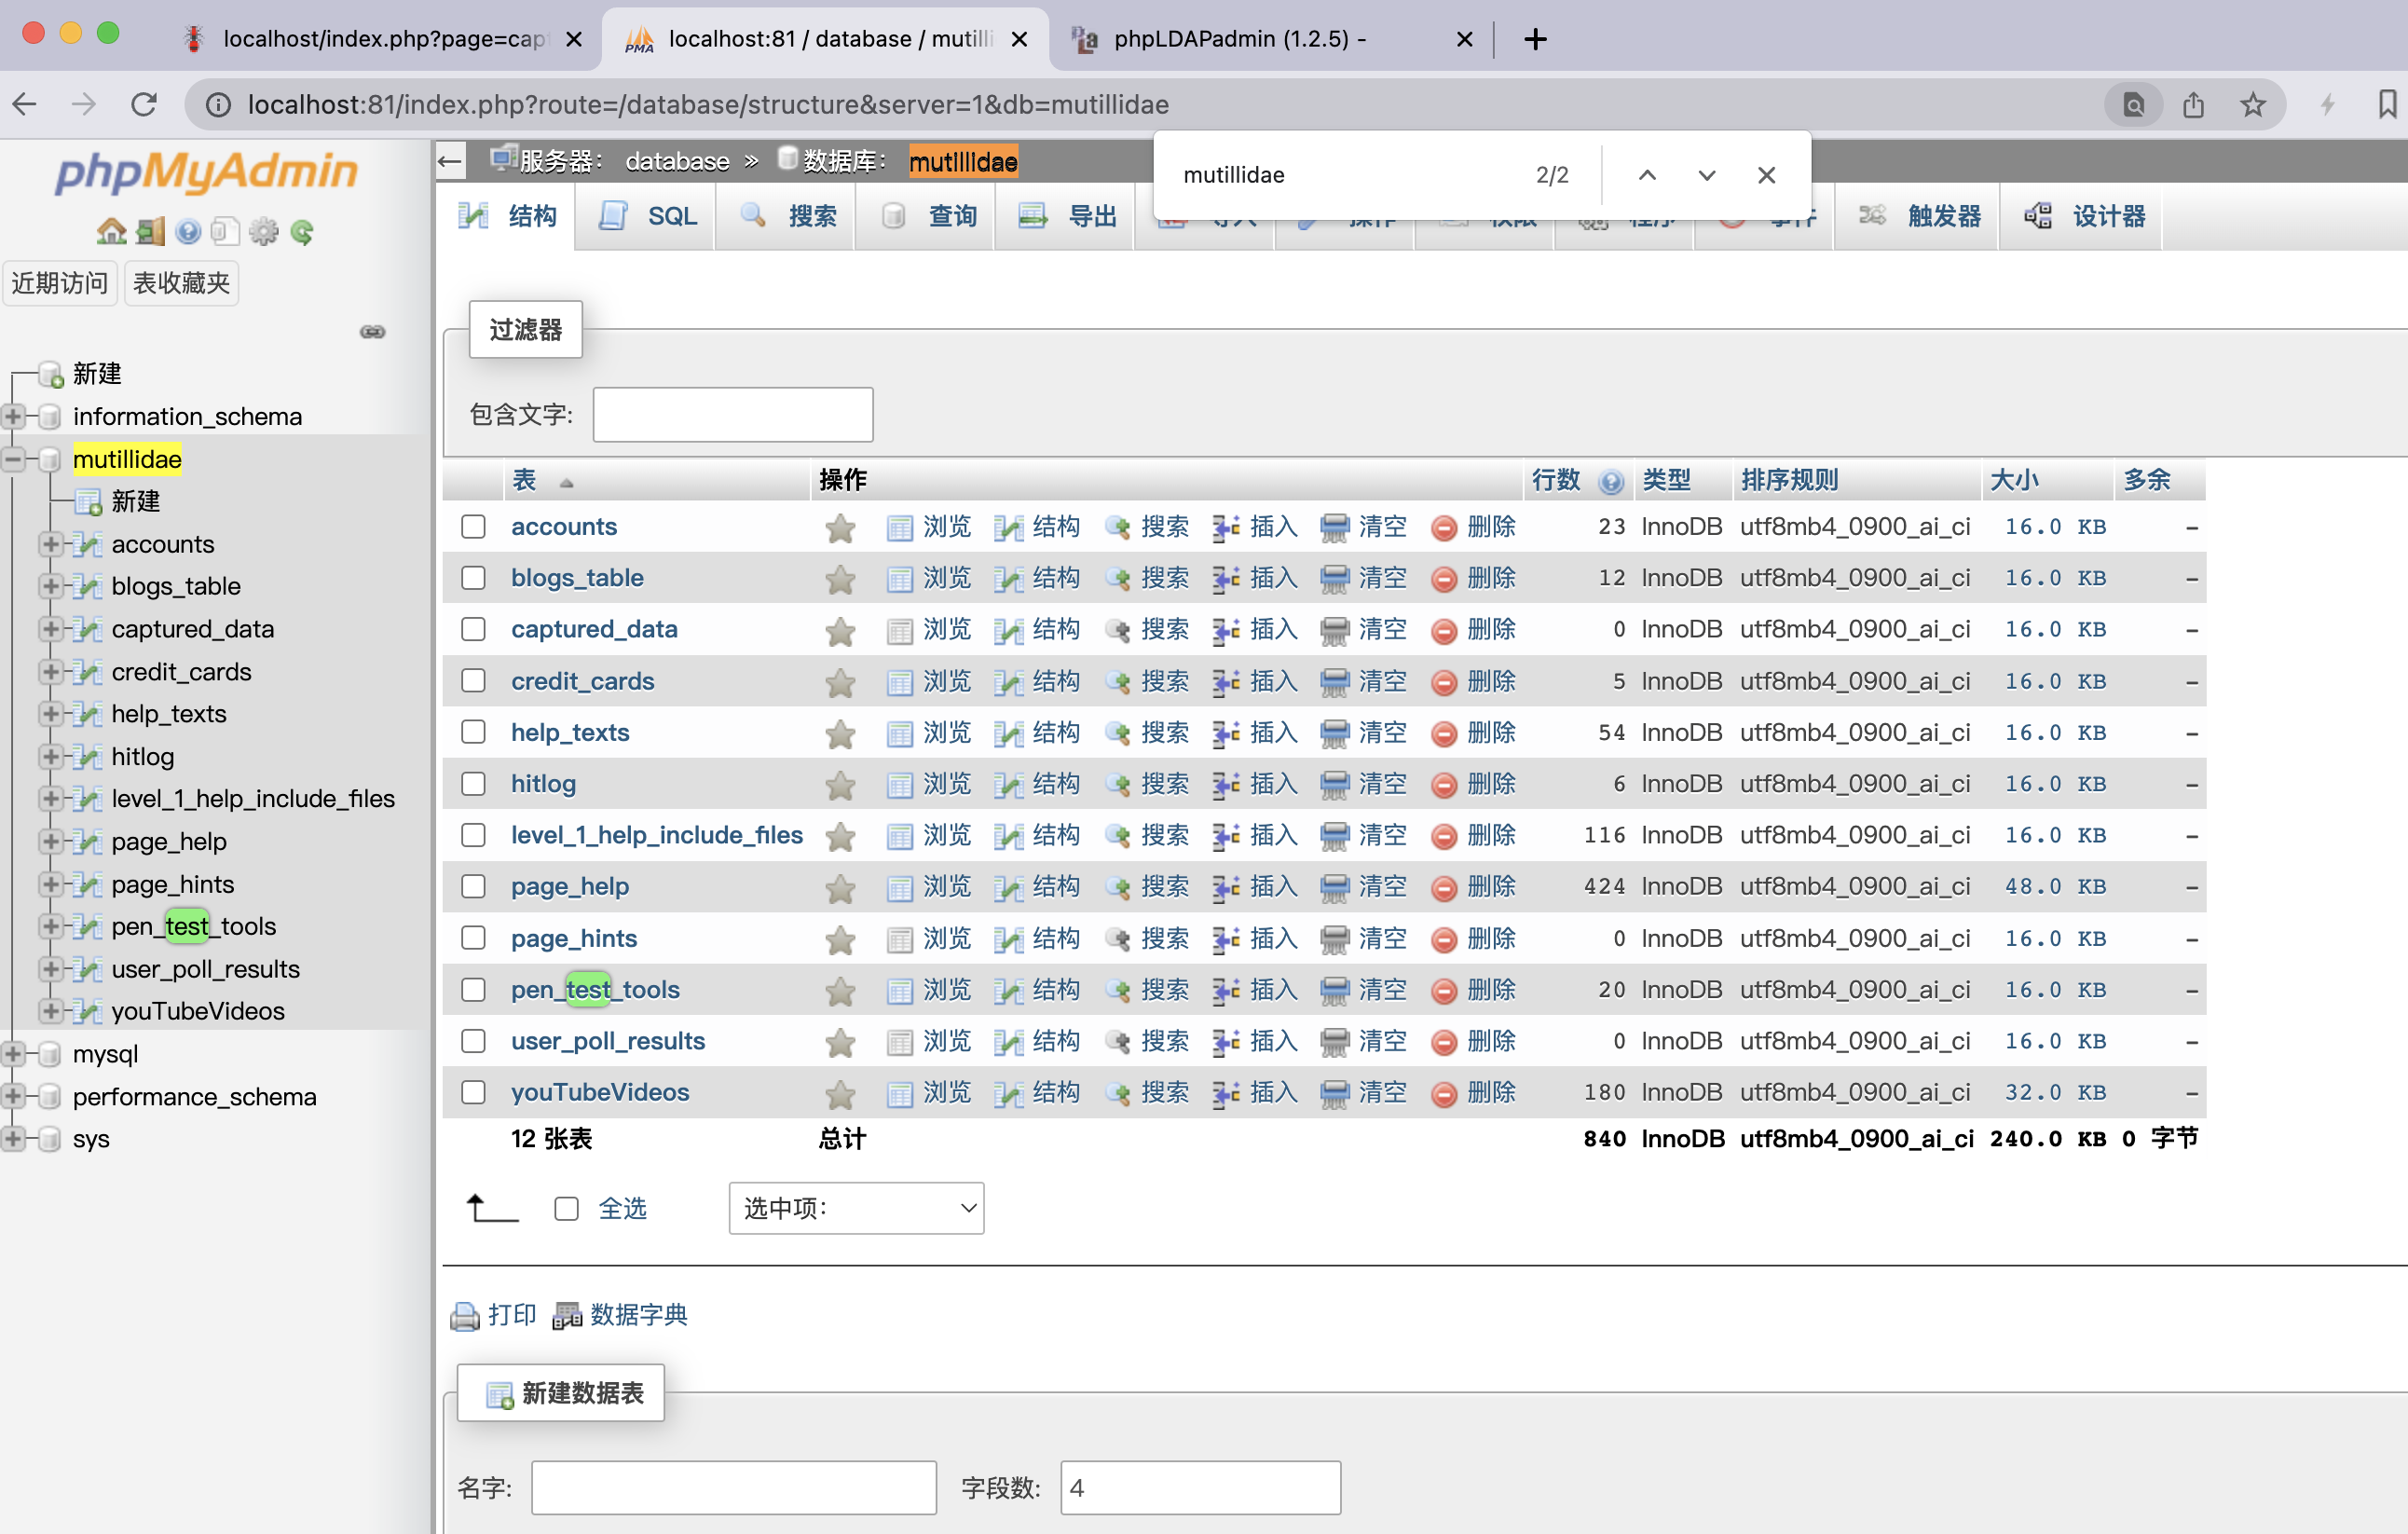 localhost/index.php?page=capt
localhost:81 / database / mutilli
phpLDAPadmin (1.2.5) -
localhost:81/index.php?route=/database/structure&server=1&db=mutillidae
mutillidae 2/2
phpMyAdmin
近期访问 表收藏夹
新建
information_schema
mutillidae
新建
accounts
blogs_table
captured_data
credit_cards
help_texts
hitlog
level_1_help_include_files
page_help
page_hints
pen_test_tools
user_poll_results
youTubeVideos
mysql
performance_schema
sys
服务器: database » 数据库: mutillidae
结构 SQL 搜索 查询 导出 导入 操作 权限 程序 事件 触发器 设计器
过滤器
包含文字:
表 操作 行数 类型 排序规则 大小 多余
accounts 浏览 结构 搜索 插入 清空 删除 23 InnoDB utf8mb4_0900_ai_ci 16.0 KB -
blogs_table 浏览 结构 搜索 插入 清空 删除 12 InnoDB utf8mb4_0900_ai_ci 16.0 KB -
captured_data 浏览 结构 搜索 插入 清空 删除 0 InnoDB utf8mb4_0900_ai_ci 16.0 KB -
credit_cards 浏览 结构 搜索 插入 清空 删除 5 InnoDB utf8mb4_0900_ai_ci 16.0 KB -
help_texts 浏览 结构 搜索 插入 清空 删除 54 InnoDB utf8mb4_0900_ai_ci 16.0 KB -
hitlog 浏览 结构 搜索 插入 清空 删除 6 InnoDB utf8mb4_0900_ai_ci 16.0 KB -
level_1_help_include_files 浏览 结构 搜索 插入 清空 删除 116 InnoDB utf8mb4_0900_ai_ci 16.0 KB -
page_help 浏览 结构 搜索 插入 清空 删除 424 InnoDB utf8mb4_0900_ai_ci 48.0 KB -
page_hints 浏览 结构 搜索 插入 清空 删除 0 InnoDB utf8mb4_0900_ai_ci 16.0 KB -
pen_test_tools 浏览 结构 搜索 插入 清空 删除 20 InnoDB utf8mb4_0900_ai_ci 16.0 KB -
user_poll_results 浏览 结构 搜索 插入 清空 删除 0 InnoDB utf8mb4_0900_ai_ci 16.0 KB -
youTubeVideos 浏览 结构 搜索 插入 清空 删除 180 InnoDB utf8mb4_0900_ai_ci 32.0 KB -
12 张表 总计 840 InnoDB utf8mb4_0900_ai_ci 240.0 KB 0 字节
全选 选中项:
打印 数据字典
新建数据表
名字: 字段数: 4